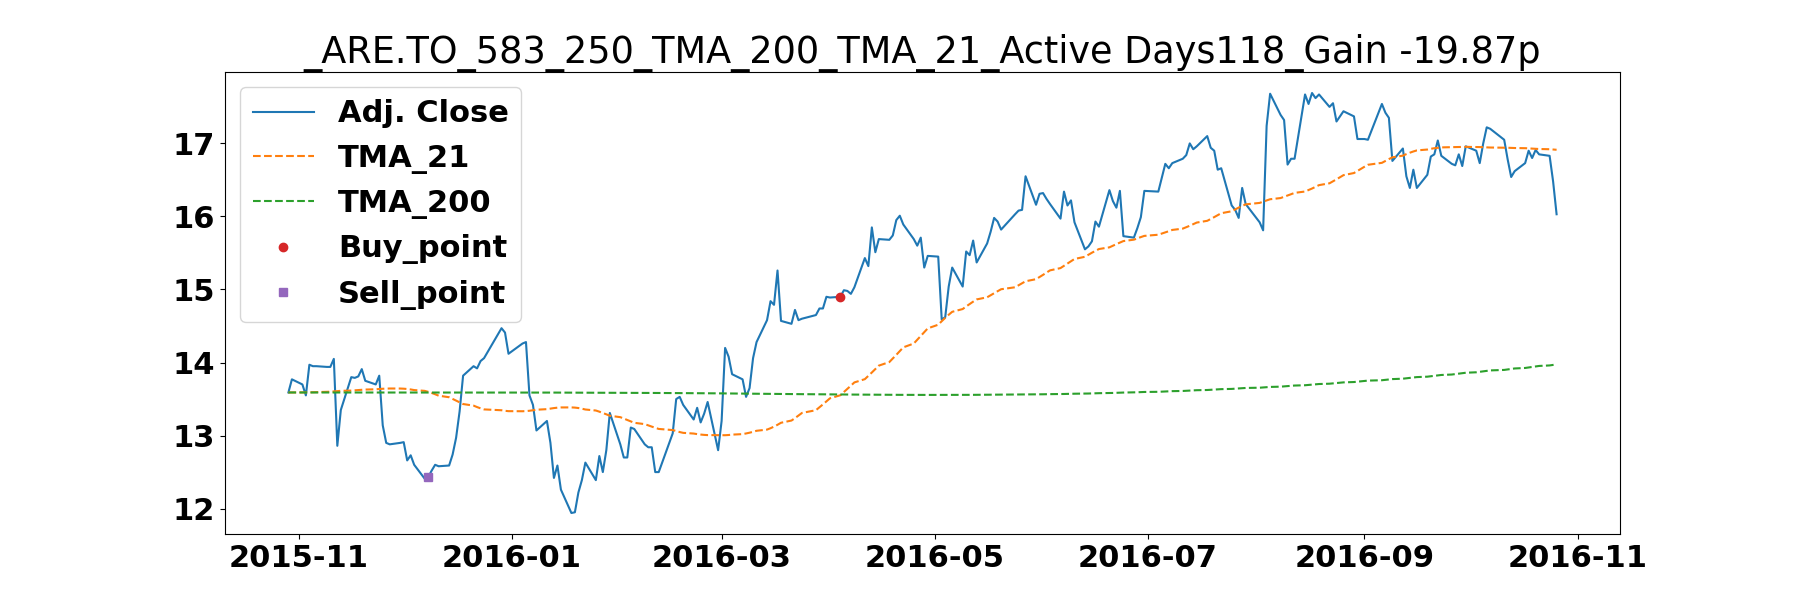 _ARE.TO_583_250_TMA_200_TMA_21_Active Days118_Gain -19.87p
Adj. Close
TMA_21
TMA_200
Buy_point
Sell_point
17
16
15
14
13
12
2015-11 2016-01 2016-03 2016-05 2016-07 2016-09 2016-11